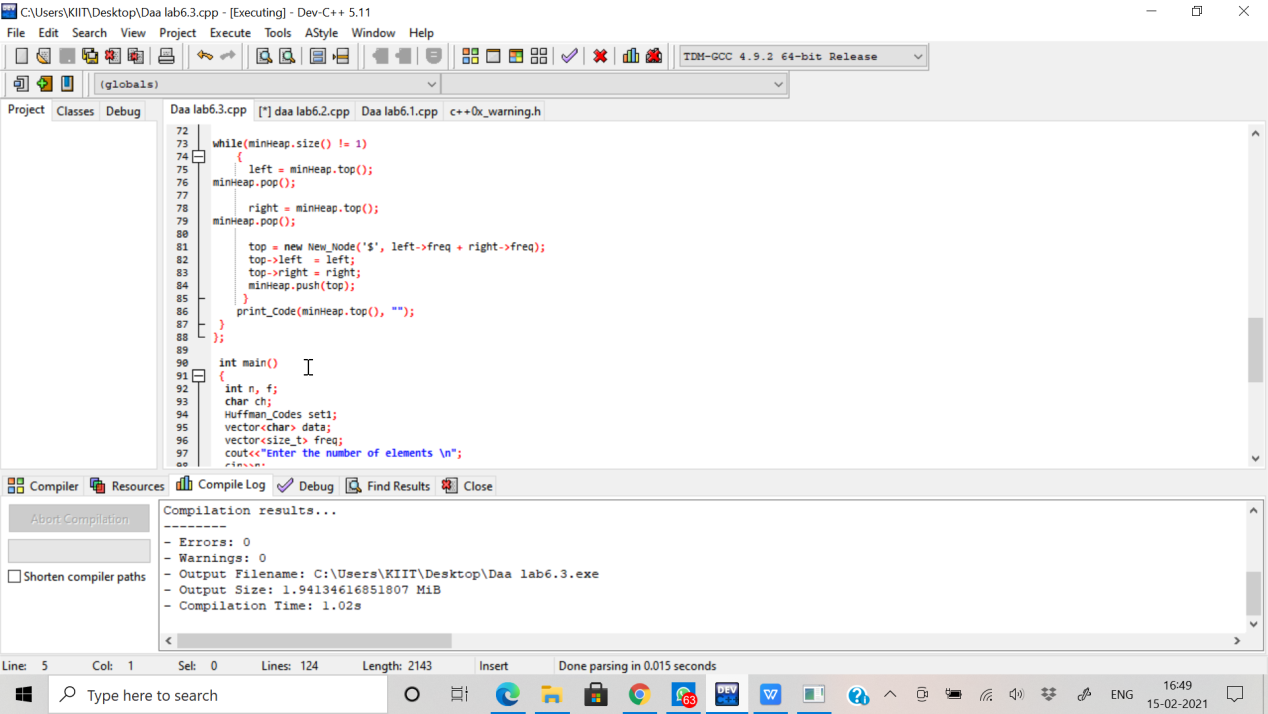 C:\Users\KIIT\Desktop\Daa lab6.3.cpp - [Executing] - Dev-C++ 5.11
File Edit Search View Project Execute Tools AStyle Window Help
TDM-GCC 4.9.2 64-bit Release
(globals)
Project Classes Debug Daa lab6.3.cpp [*] daa lab6.2.cpp Daa lab6.1.cpp c++0x_warning.h
72
73 while(minHeap.size() != 1)
74 {
75 left = minHeap.top();
76 minHeap.pop();
77
78 right = minHeap.top();
79 minHeap.pop();
80
81 top = new New_Node('$', left->freq + right->freq);
82 top->left  = left;
83 top->right = right;
84 minHeap.push(top);
85 }
86 print_Code(minHeap.top(), "");
87 }
88 };
89
90 int main()
91 {
92 int n, f;
93 char ch;
94 Huffman_Codes set1;
95 vector<char> data;
96 vector<size_t> freq;
97 cout<<"Enter the number of elements \n";
98 cin>>n;
Compiler Resources Compile Log Debug Find Results Close
Abort Compilation
Shorten compiler paths
Compilation results...
--------
- Errors: 0
- Warnings: 0
- Output Filename: C:\Users\KIIT\Desktop\Daa lab6.3.exe
- Output Size: 1.94134616851807 MiB
- Compilation Time: 1.02s
Line: 5 Col: 1 Sel: 0 Lines: 124 Length: 2143 Insert Done parsing in 0.015 seconds
Type here to search
DEV
63
ENG
16:49
15-02-2021